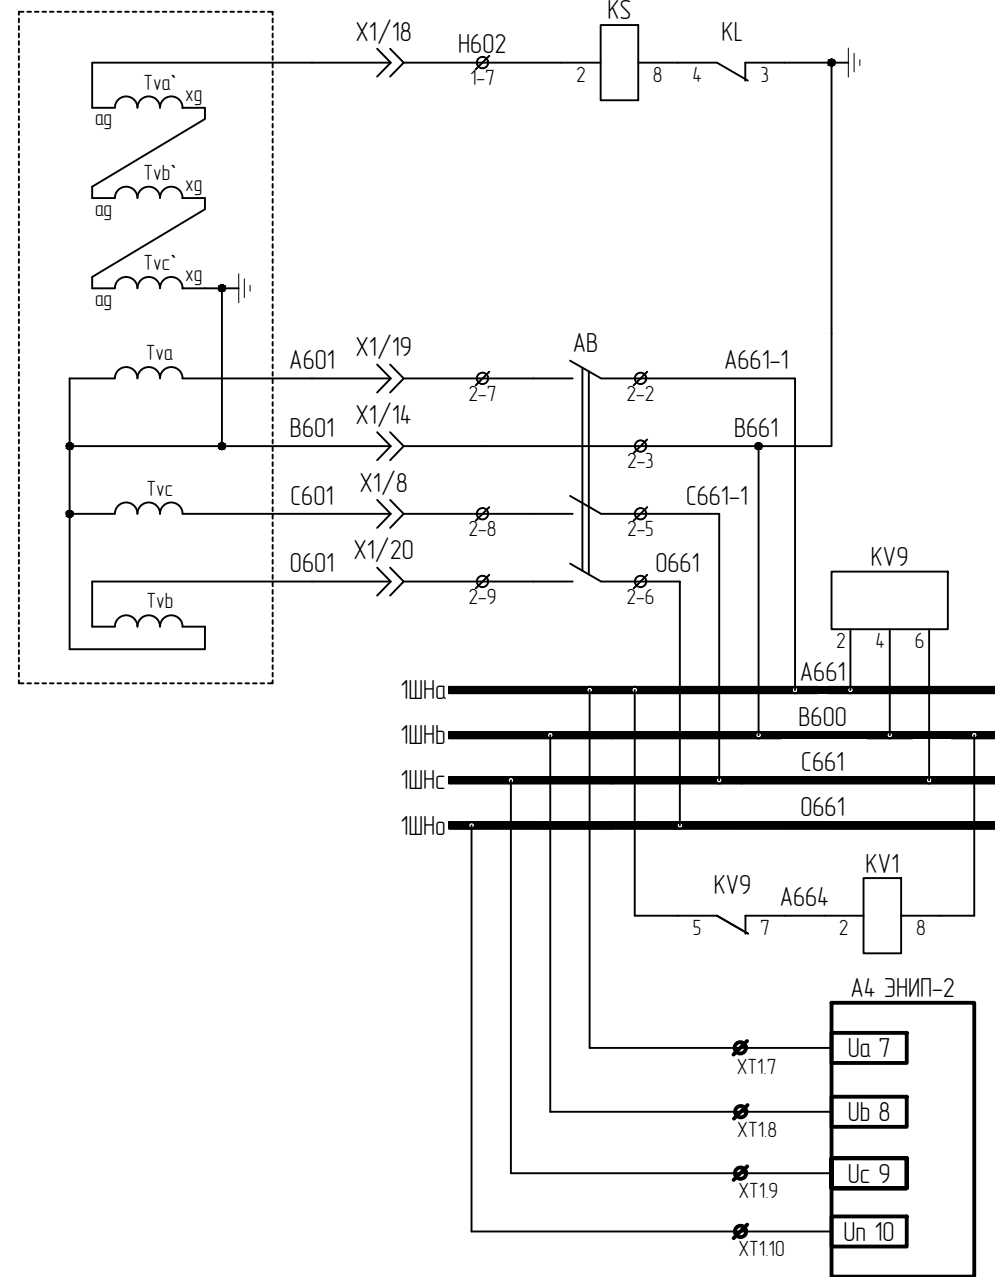 KS
X1/18
H602
KL
1-7
2
8
4
3
Tva`
xg
ag
Tvb`
xg
ag
Tvc`
xg
ag
Tva
A601
X1/19
AB
A661-1
2-7
2-2
B601
X1/14
B661
2-3
Tvc
C601
X1/8
C661-1
2-8
2-5
O601
X1/20
O661
2-9
2-6
Tvb
KV9
2
4
6
1ШНа
A661
1ШНb
B600
1ШНс
C661
1ШНо
O661
KV9
A664
KV1
5
7
2
8
A4 ЭНИП-2
Ua 7
XT1.7
Ub 8
XT1.8
Uc 9
XT1.9
Un 10
XT1.10